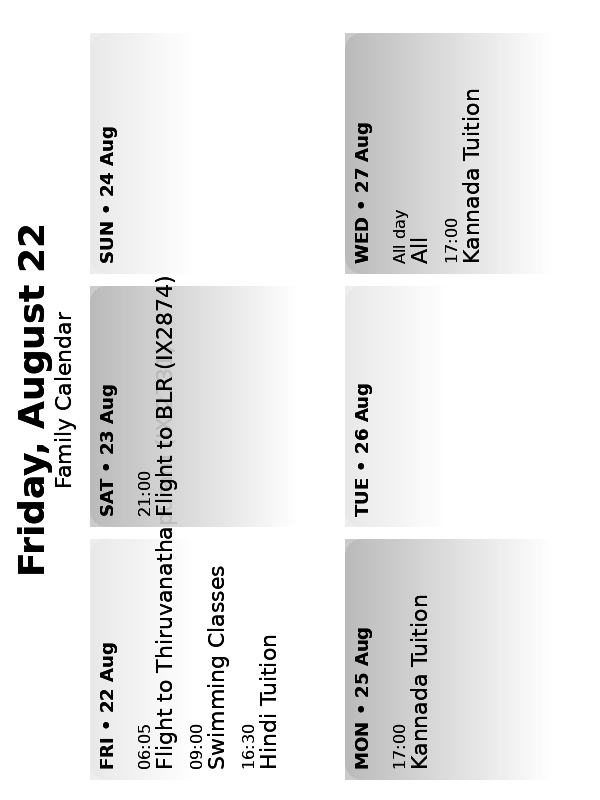 Friday, August 22
Family Calendar
FRI • 22 Aug
06:05
Flight to Thiruvanathap
09:00
Swimming Classes
16:30
Hindi Tuition
SAT • 23 Aug
21:00
Flight to BLR (IX2874)
SUN • 24 Aug
MON • 25 Aug
17:00
Kannada Tuition
TUE • 26 Aug
WED • 27 Aug
All day
All
17:00
Kannada Tuition